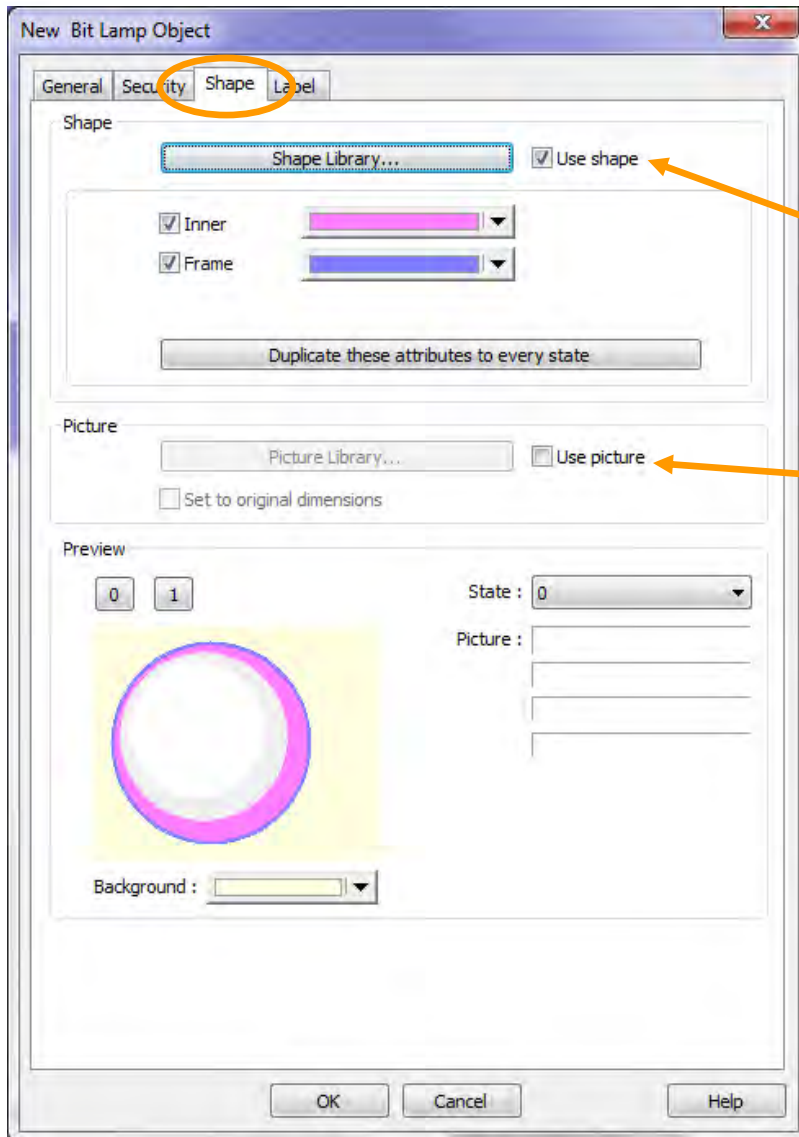 New Bit Lamp Object
General Security Shape Label
Shape
Shape Library... Use shape
Inner
Frame
Duplicate these attributes to every state
Picture
Picture Library... Use picture
Set to original dimensions
Preview
0 1 State : 0
Picture :
Background :
OK Cancel Help